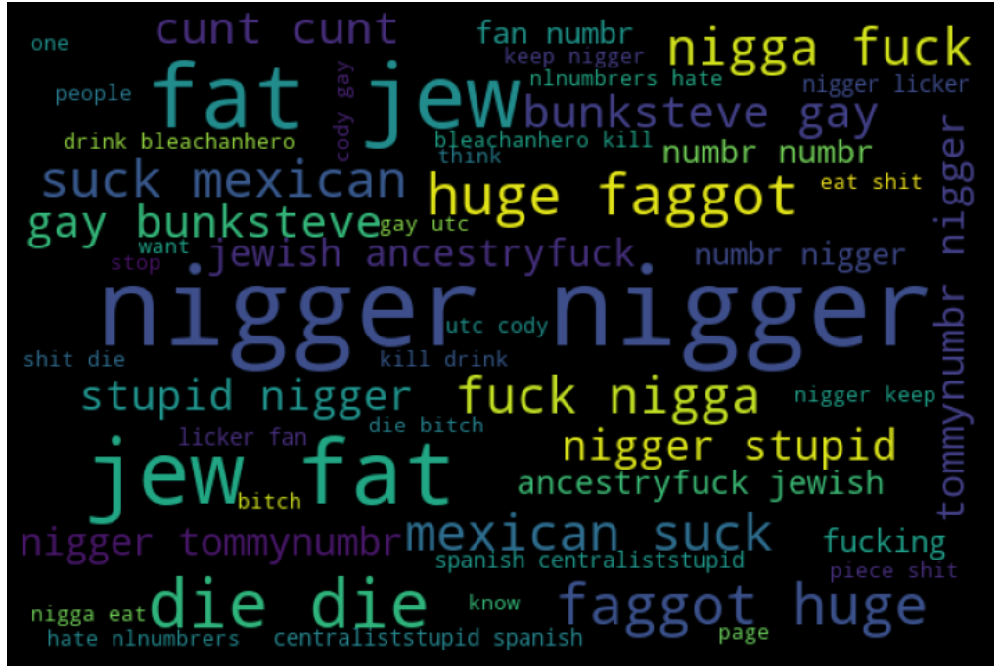 one
cunt cunt
fan numbr
keep nigger
nigga fuck
people
fat jew
cody gay
nlnumbrers hate
nigger licker
bunksteve gay
drink bleachanhero
bleachanhero kill
think
numbr numbr
suck mexican
huge faggot
eat shit
tommynumbr nigger
gay bunksteve
gay utc
want
stop
jewish ancestryfuck
numbr nigger
nigger nigger
utc cody
shit die
kill drink
stupid nigger
fuck nigga
nigger keep
die bitch
licker fan
nigger stupid
jew fat
bitch
ancestryfuck jewish
nigger tommynumbr
mexican suck
fucking
spanish centraliststupid
piece shit
nigga eat
die die
know
faggot huge
hate nlnumbrers
centraliststupid spanish
page